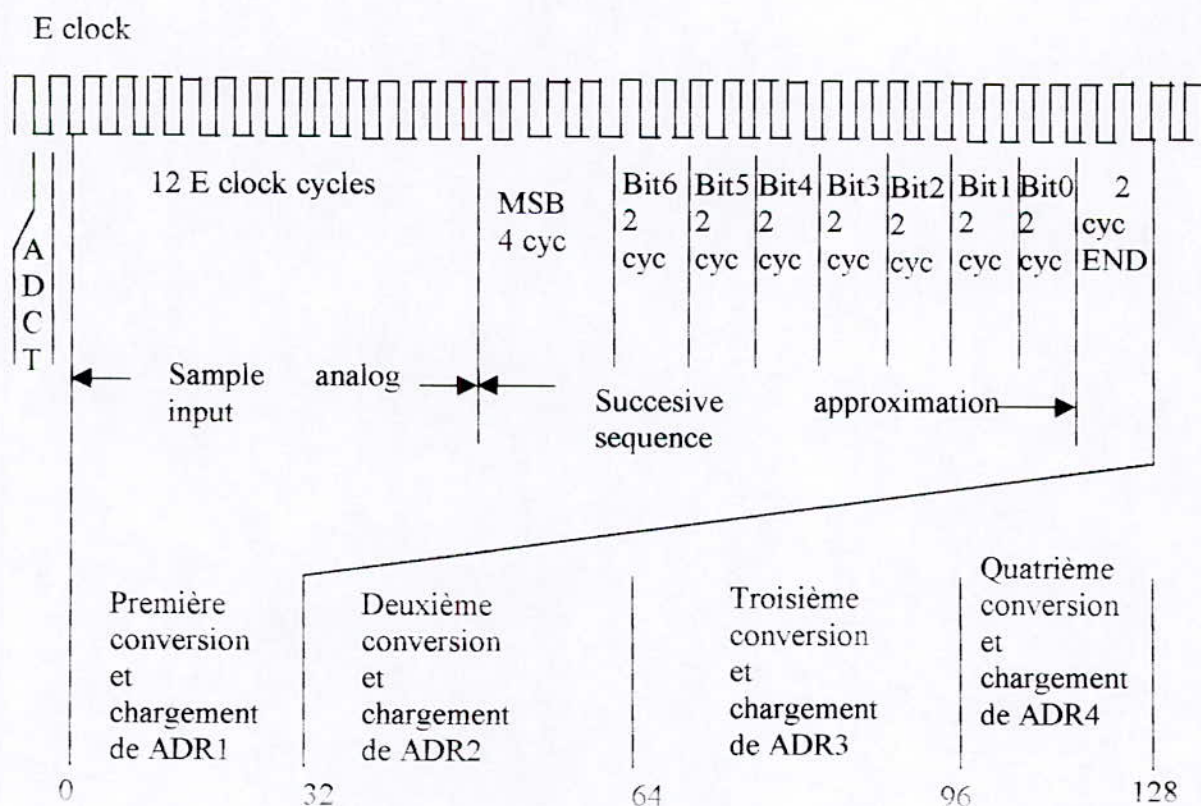 E clock
12 E clock cycles
MSB
4 cyc
Bit6
2
cyc
Bit5
2
cyc
Bit4
2
cyc
Bit3
2
cyc
Bit2
2
cyc
Bit1
2
cyc
Bit0
2
cyc
2
cyc
END
A
D
C
T
Sample analog
input
Succesive approximation
sequence
Première
conversion
et
chargement
de ADR1
Deuxième
conversion
et
chargement
de ADR2
Troisième
conversion
et
chargement
de ADR3
Quatrième
conversion
et
chargement
de ADR4
0 32 64 96 128